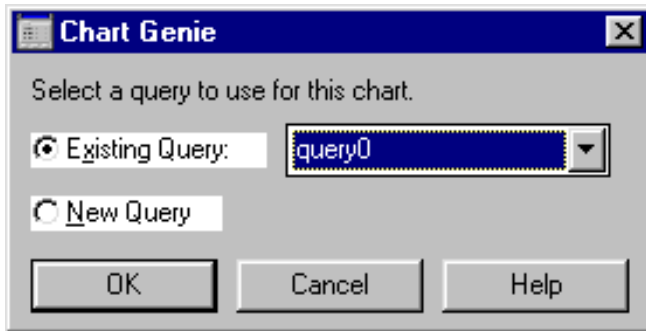 Chart Genie
Select a query to use for this chart.
Existing Query: query0
New Query
OK Cancel Help